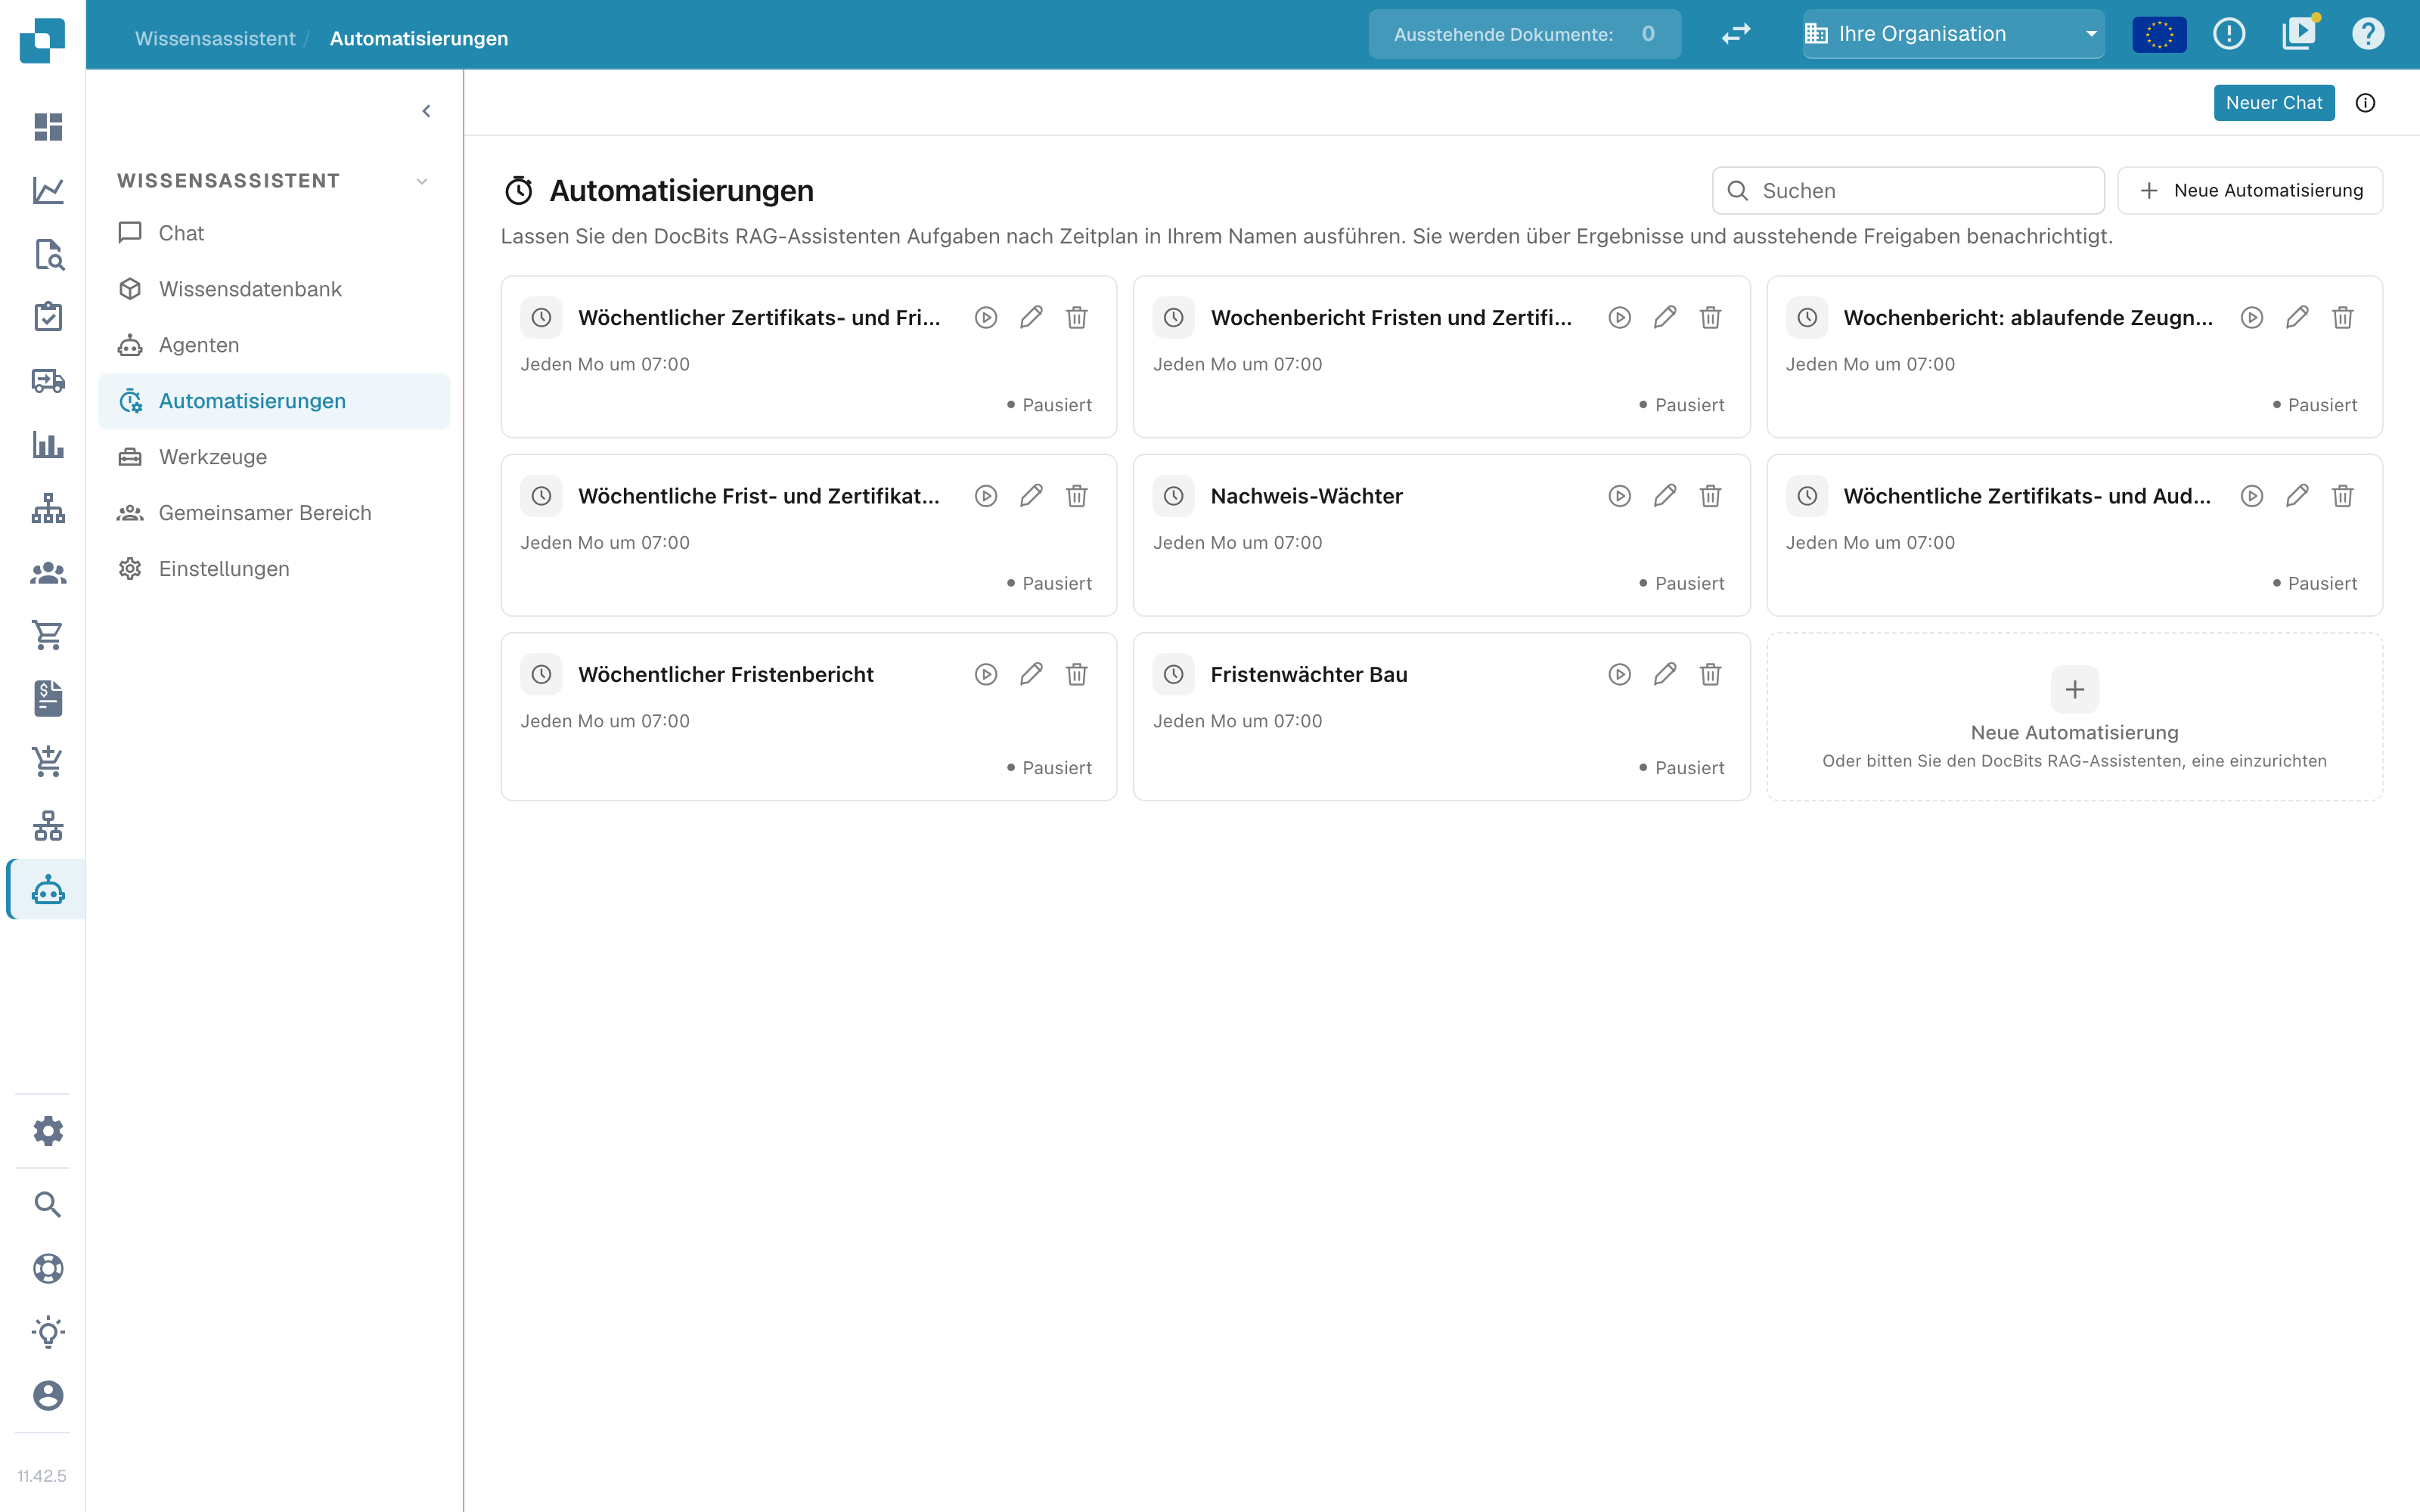 Wissensassistent / Automatisierungen
Ausstehende Dokumente: 0
Ihre Organisation
Neuer Chat
WISSENSASSISTENT
Chat
Wissensdatenbank
Agenten
Automatisierungen
Werkzeuge
Gemeinsamer Bereich
Einstellungen
Automatisierungen
Suchen
Neue Automatisierung
Lassen Sie den DocBits RAG-Assistenten Aufgaben nach Zeitplan in Ihrem Namen ausführen. Sie werden über Ergebnisse und ausstehende Freigaben benachrichtigt.
Wöchentlicher Zertifikats- und Fri...
Jeden Mo um 07:00
Pausiert
Wochenbericht Fristen und Zertifi...
Jeden Mo um 07:00
Pausiert
Wochenbericht: ablaufende Zeugn...
Jeden Mo um 07:00
Pausiert
Wöchentliche Frist- und Zertifikat...
Jeden Mo um 07:00
Pausiert
Nachweis-Wächter
Jeden Mo um 07:00
Pausiert
Wöchentliche Zertifikats- und Aud...
Jeden Mo um 07:00
Pausiert
Wöchentlicher Fristenbericht
Jeden Mo um 07:00
Pausiert
Fristenwächter Bau
Jeden Mo um 07:00
Pausiert
Neue Automatisierung
Oder bitten Sie den DocBits RAG-Assistenten, eine einzurichten
11.42.5